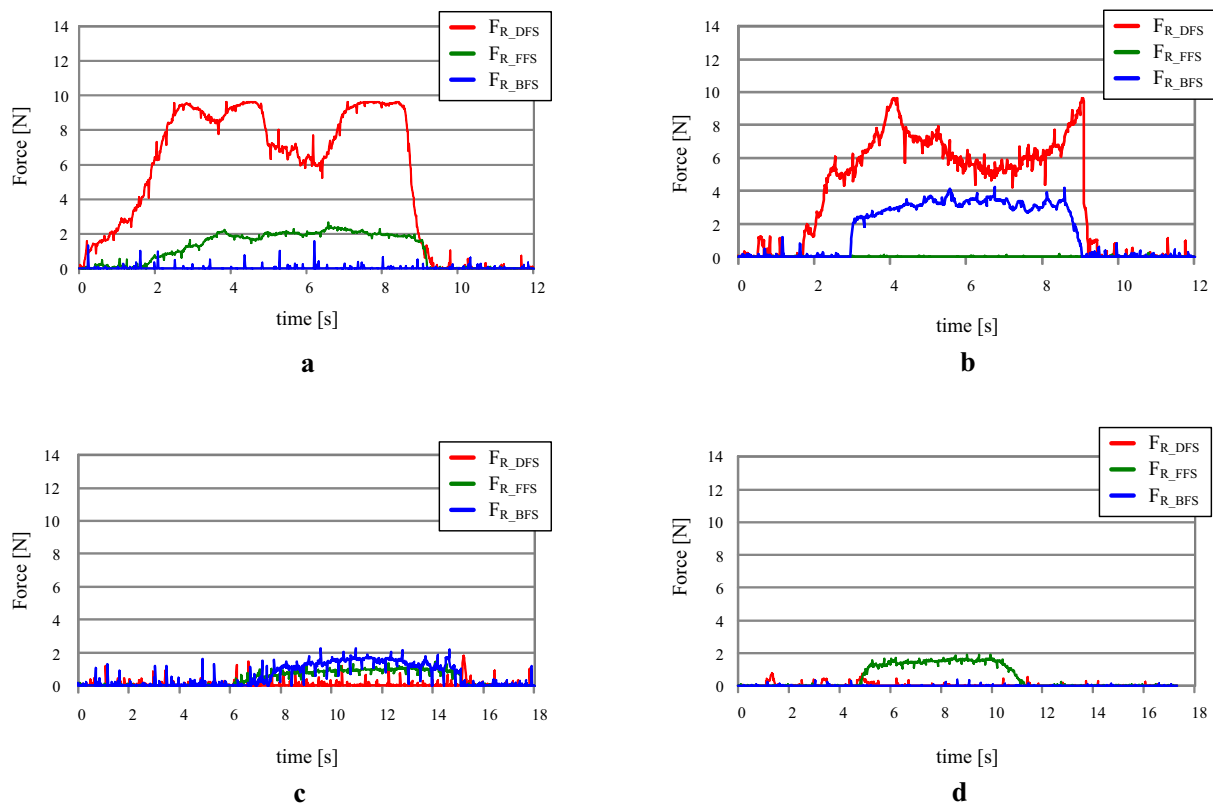 14
12
10
8
6
4
2
0
Force [N]
0 2 4 6 8 10 12
time [s]
F_R_DFS
F_R_FFS
F_R_BFS
a
14
12
10
8
6
4
2
0
Force [N]
0 2 4 6 8 10 12
time [s]
F_R_DFS
F_R_FFS
F_R_BFS
b
14
12
10
8
6
4
2
0
Force [N]
0 2 4 6 8 10 12 14 16 18
time [s]
F_R_DFS
F_R_FFS
F_R_BFS
c
14
12
10
8
6
4
2
0
Force [N]
0 2 4 6 8 10 12 14 16 18
time [s]
F_R_DFS
F_R_FFS
F_R_BFS
d